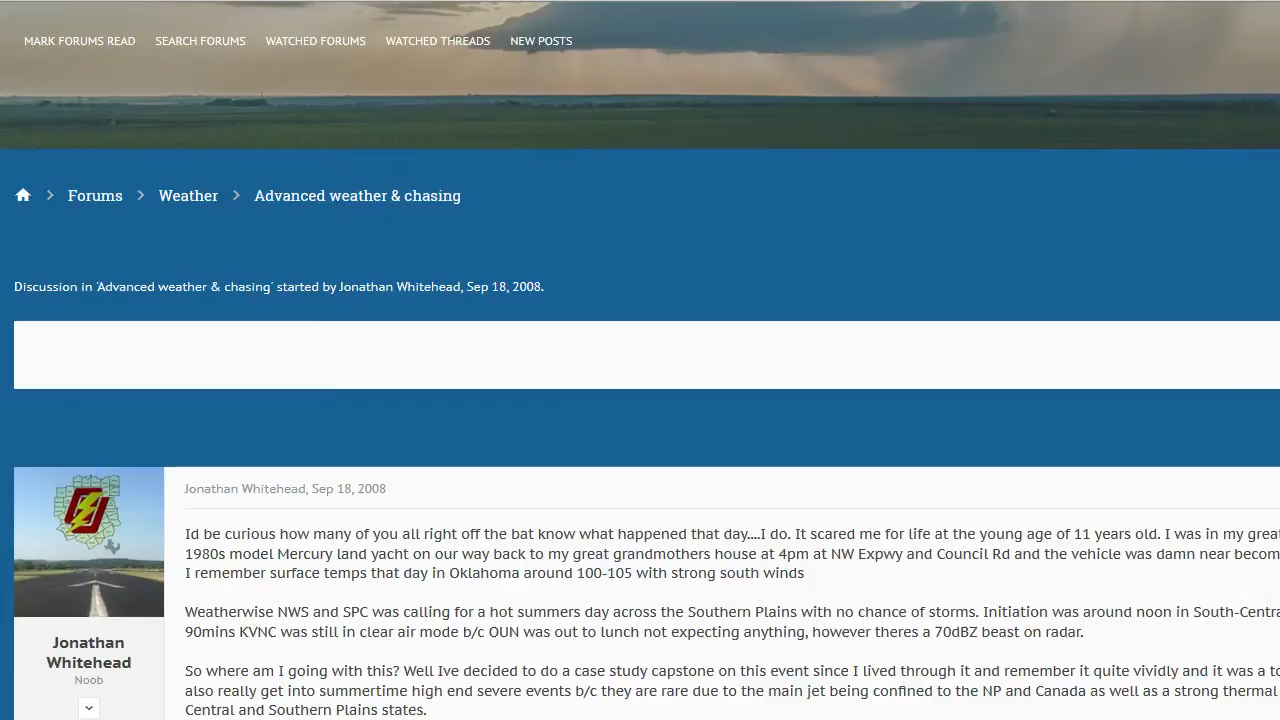 MARK FORUMS READ SEARCH FORUMS WATCHED FORUMS WATCHED THREADS NEW POSTS
Forums Weather Advanced weather & chasing
Discussion in 'Advanced weather & chasing' started by Jonathan Whitehead, Sep 18, 2008.
Jonathan Whitehead, Sep 18, 2008
Id be curious how many of you all right off the bat know what happened that day....I do. It scared me for life at the young age of 11 years old. I was in my great
1980s model Mercury land yacht on our way back to my great grandmothers house at 4pm at NW Expwy and Council Rd and the vehicle was damn near becom
I remember surface temps that day in Oklahoma around 100-105 with strong south winds
Weatherwise NWS and SPC was calling for a hot summers day across the Southern Plains with no chance of storms. Initiation was around noon in South-Centra
90mins KVNC was still in clear air mode b/c OUN was out to lunch not expecting anything, however theres a 70dBZ beast on radar.
So where am I going with this? Well Ive decided to do a case study capstone on this event since I lived through it and remember it quite vividly and it was a to
also really get into summertime high end severe events b/c they are rare due to the main jet being confined to the NP and Canada as well as a strong thermal
Central and Southern Plains states.
Jonathan
Whitehead
Noob